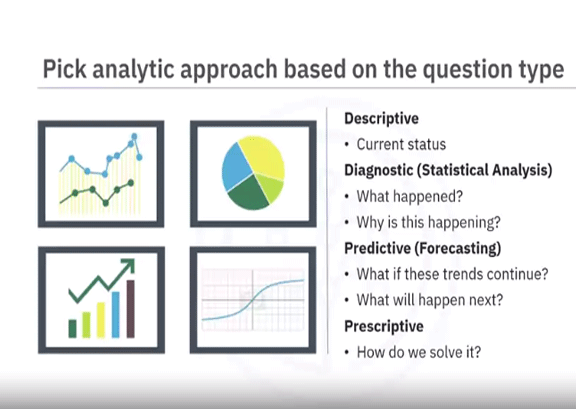 Pick analytic approach based on the question type
Descriptive
• Current status
Diagnostic (Statistical Analysis)
• What happened?
• Why is this happening?
Predictive (Forecasting)
• What if these trends continue?
• What will happen next?
Prescriptive
• How do we solve it?